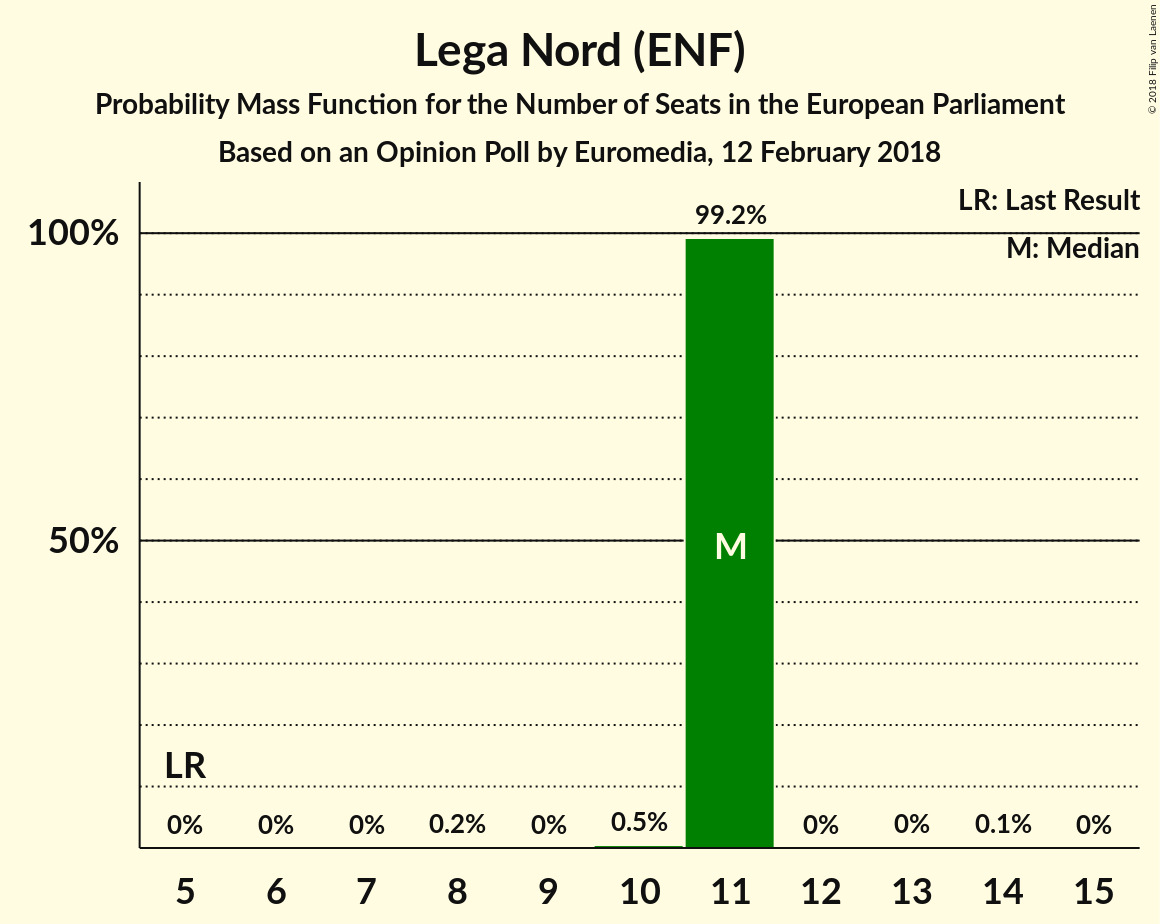 Lega Nord (ENF)
Probability Mass Function for the Number of Seats in the European Parliament
Based on an Opinion Poll by Euromedia, 12 February 2018
© 2018 Filip van Laenen
LR: Last Result
M: Median
99.2%
100%
50%
M
LR
0% 0% 0% 0.2% 0% 0.5% 0% 0% 0.1% 0%
5 6 7 8 9 10 11 12 13 14 15